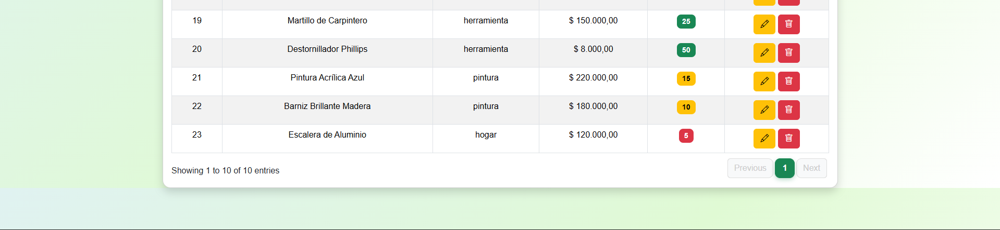 19 Martillo de Carpintero herramienta $ 150.000,00 25
20 Destornillador Phillips herramienta $ 8.000,00 50
21 Pintura Acrílica Azul pintura $ 220.000,00 15
22 Barniz Brillante Madera pintura $ 180.000,00 10
23 Escalera de Aluminio hogar $ 120.000,00 5
Showing 1 to 10 of 10 entries Previous 1 Next